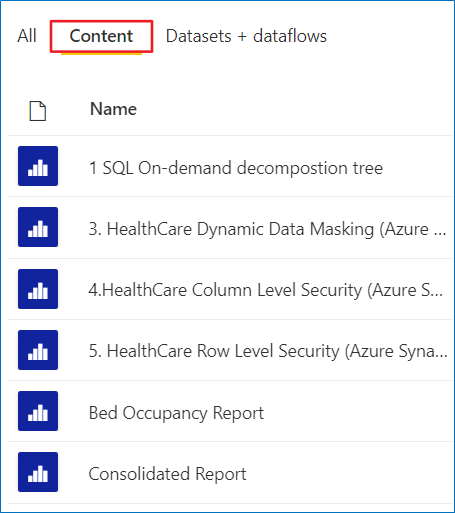 All Content Datasets + dataflows
Name
1 SQL On-demand decompostion tree
3. HealthCare Dynamic Data Masking (Azure ...
4.HealthCare Column Level Security (Azure S...
5. HealthCare Row Level Security (Azure Syna...
Bed Occupancy Report
Consolidated Report